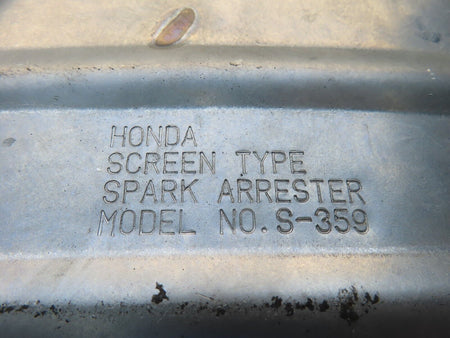 HONDA
SCREEN TYPE
SPARK ARRESTER
MODEL NO. S-359